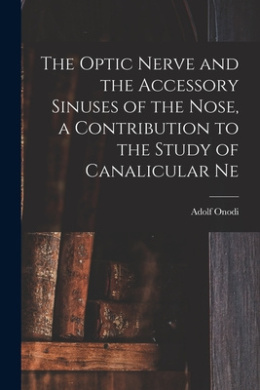 The Optic Nerve and
the Accessory
Sinuses of the Nose,
a Contribution to
the Study of
Canalicular Ne
Adolf Onodi